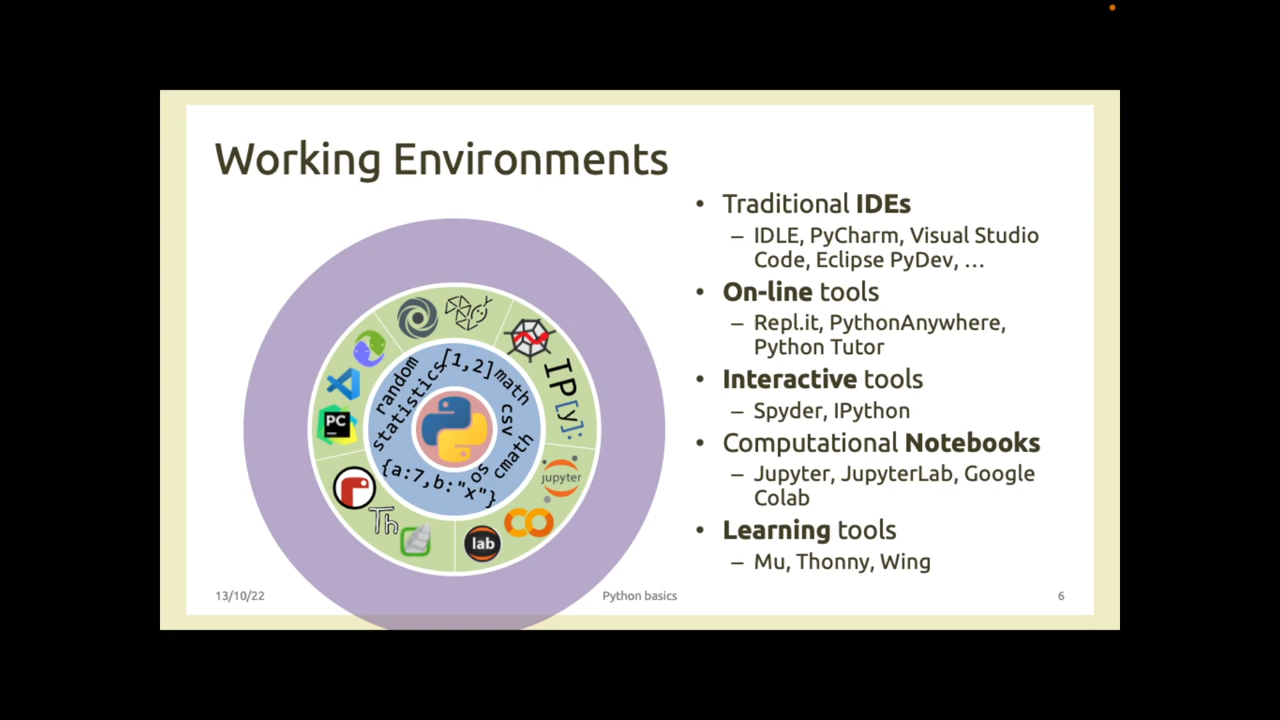 Working Environments
• Traditional IDEs
– IDLE, PyCharm, Visual Studio
Code, Eclipse PyDev, …
• On-line tools
– Repl.it, PythonAnywhere,
Python Tutor
• Interactive tools
– Spyder, IPython
• Computational Notebooks
– Jupyter, JupyterLab, Google
Colab
• Learning tools
– Mu, Thonny, Wing
random
statistics
[1,2]
math
csv
cmath
os
{a:7,b:"x"}
IP[y]:
jupyter
lab
Th
PC
13/10/22
Python basics
6